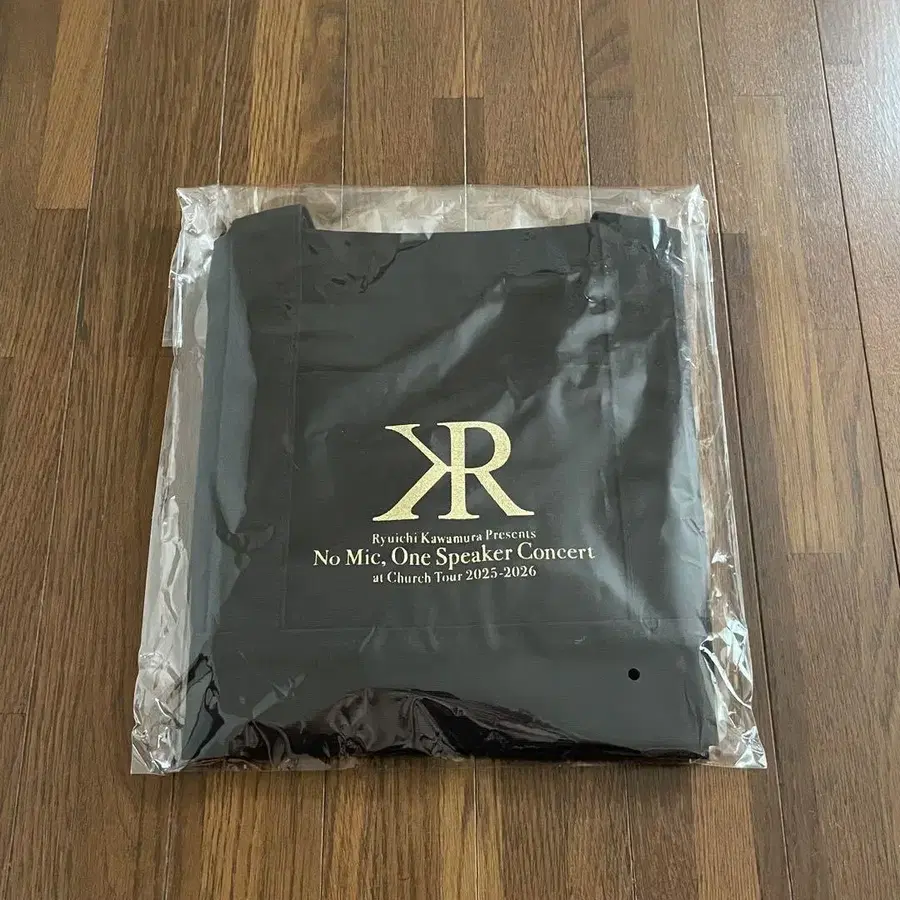 KR
Ryuichi Kawamura Presents
No Mic, One Speaker Concert
at Church Tour 2025-2026